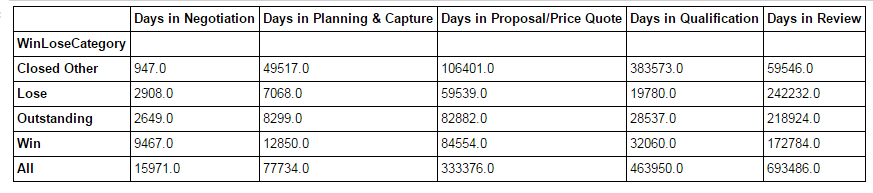 Days in Negotiation Days in Planning & Capture Days in Proposal/Price Quote Days in Qualification Days in Review
WinLoseCategory
Closed Other 947.0 49517.0 106401.0 383573.0 59546.0
Lose 2908.0 7068.0 59539.0 19780.0 242232.0
Outstanding 2649.0 8299.0 82882.0 28537.0 218924.0
Win 9467.0 12850.0 84554.0 32060.0 172784.0
All 15971.0 77734.0 333376.0 463950.0 693486.0